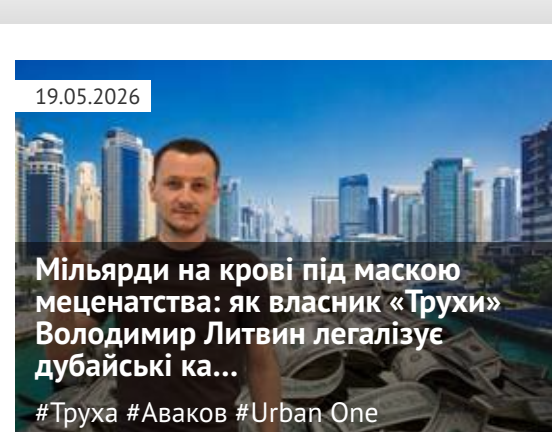 19.05.2026
Мільярди на крові під маскою
меценатства: як власник «Трухи»
Володимир Литвин легалізує
дубайські ка...
#Труха #Аваков #Urban One